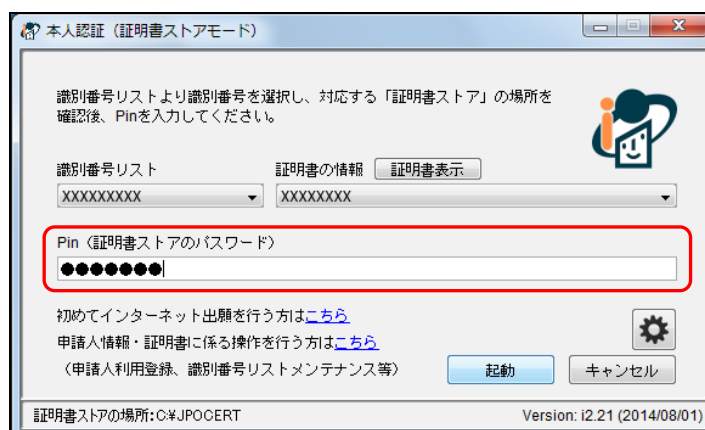 本人認証（証明書ストアモード）
識別番号リストより識別番号を選択し、対応する「証明書ストア」の場所を
確認後、Pinを入力してください。
識別番号リスト 証明書の情報 証明書表示
XXXXXXXXX XXXXXXXX
Pin（証明書ストアのパスワード）
●●●●●●●
初めてインターネット出願を行う方はこちら
申請人情報・証明書に係る操作を行う方はこちら
（申請人利用登録、識別番号リストメンテナンス等） 起動 キャンセル
証明書ストアの場所:C:¥JPOCERT Version: i2.21 (2014/08/01)